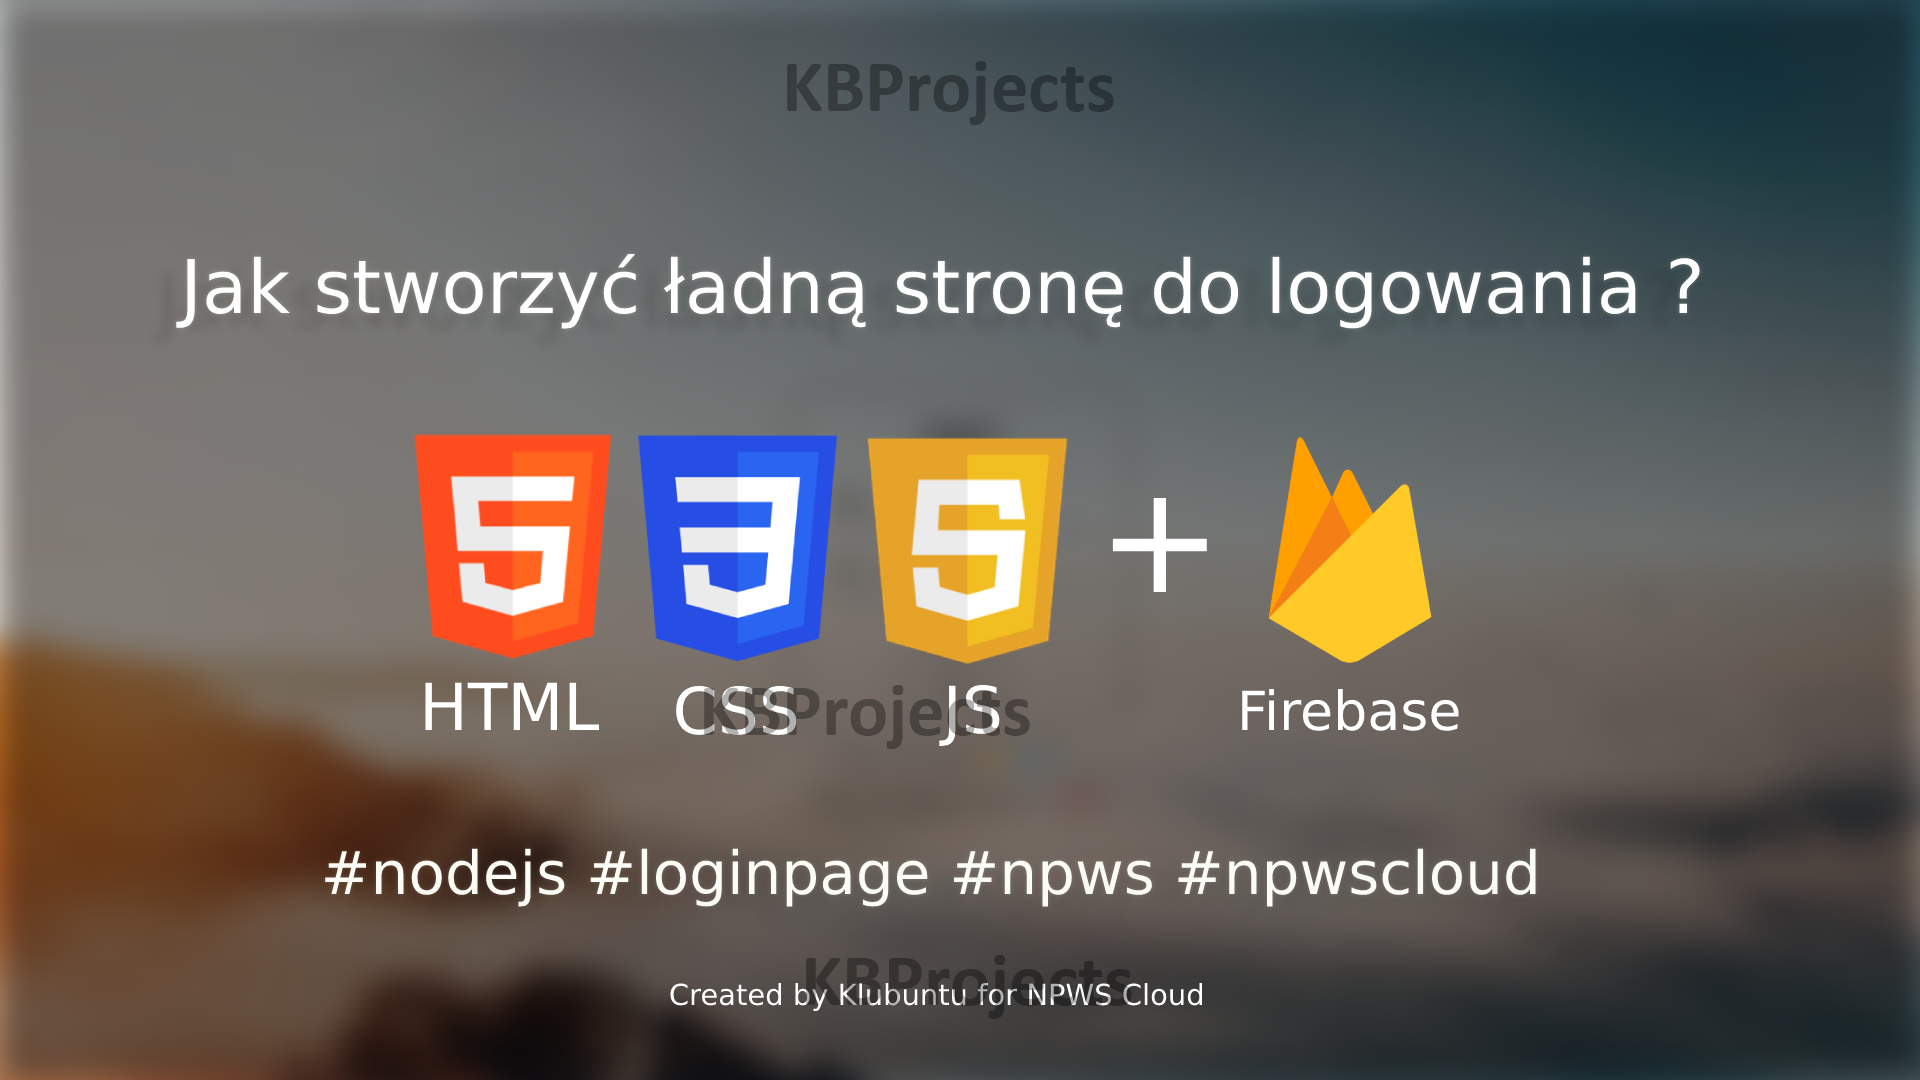 KBProjects
Jak stworzyć ładną stronę do logowania ?
HTML CSS JS + Firebase
KBProjects
#nodejs #loginpage #npws #npwscloud
KBProjects
Created by Klubuntu for NPWS Cloud